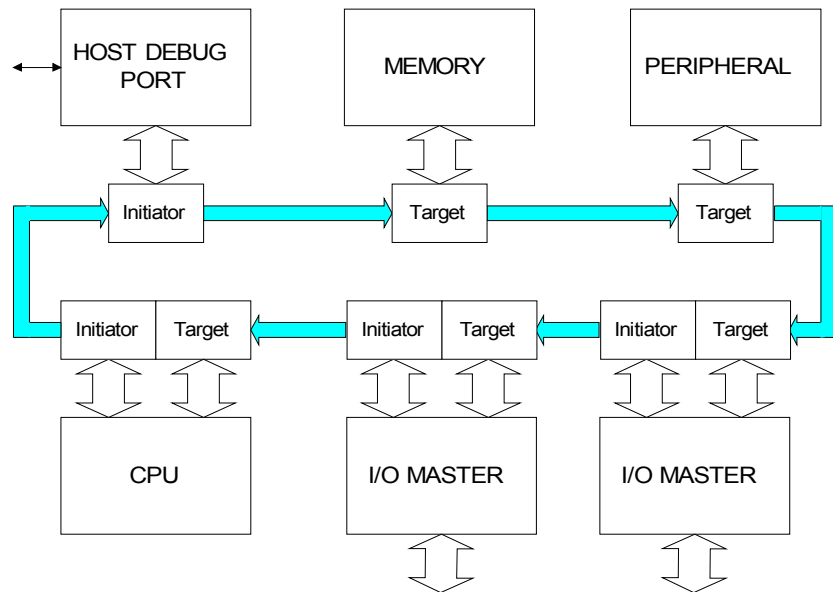 HOST DEBUG
PORT
MEMORY
PERIPHERAL
Initiator
Target
Target
Initiator
Target
Initiator
Target
Initiator
Target
CPU
I/O MASTER
I/O MASTER